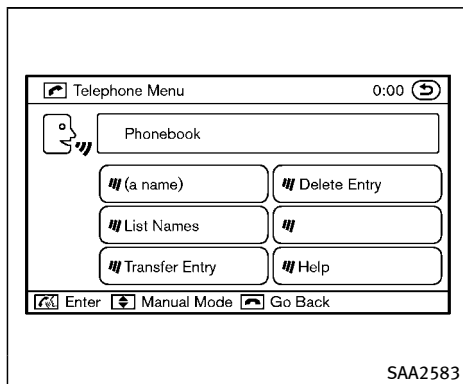 Telephone Menu 0:00
Phonebook
(a name) Delete Entry
List Names
Transfer Entry Help
Enter Manual Mode Go Back
SAA2583